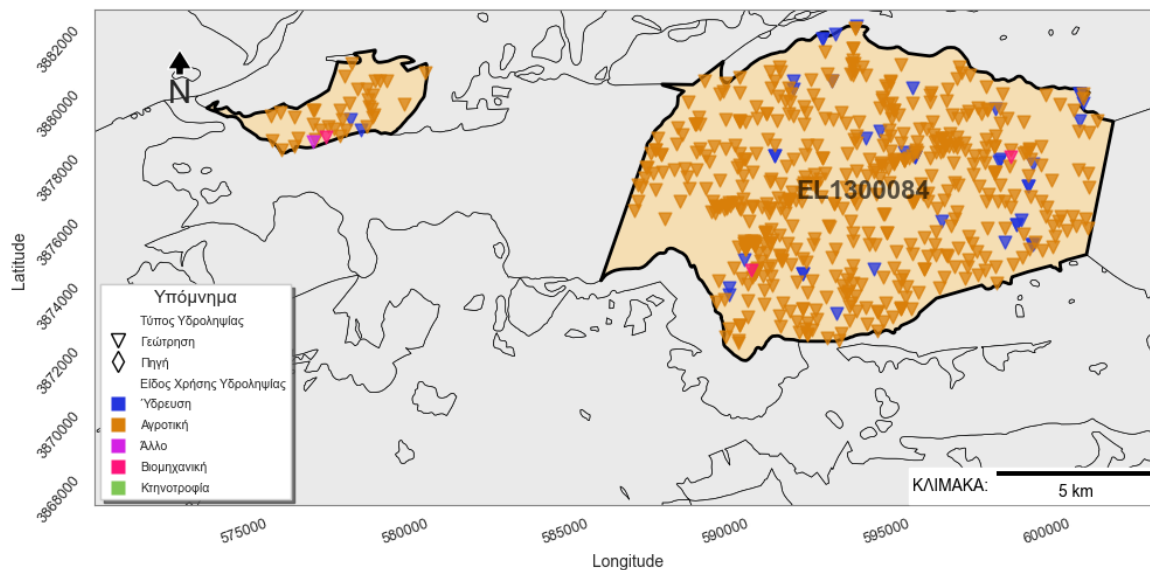 3882000
3880000
3878000
3876000
3874000
3872000
3870000
3868000
Latitude
N
EL1300084
Υπόμνημα
Τύπος Υδροληψίας
Γεώτρηση
Πηγή
Είδος Χρήσης Υδροληψίας
Ύδρευση
Αγροτική
Άλλο
Βιομηχανική
Κτηνοτροφία
ΚΛΙΜΑΚΑ:
5 km
575000
580000
585000
590000
595000
600000
Longitude